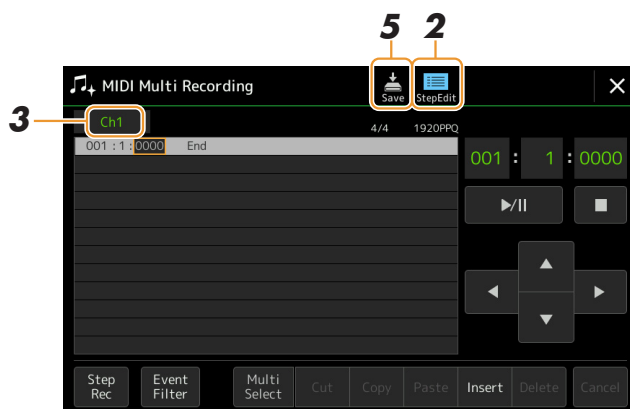 5 2
MIDI Multi Recording
Save
StepEdit
3
Ch1
4/4 1920PPQ
001 : 1 : 0000 End
001 : 1 : 0000
Step
Rec
Event
Filter
Multi
Select
Cut
Copy
Paste
Insert
Delete
Cancel